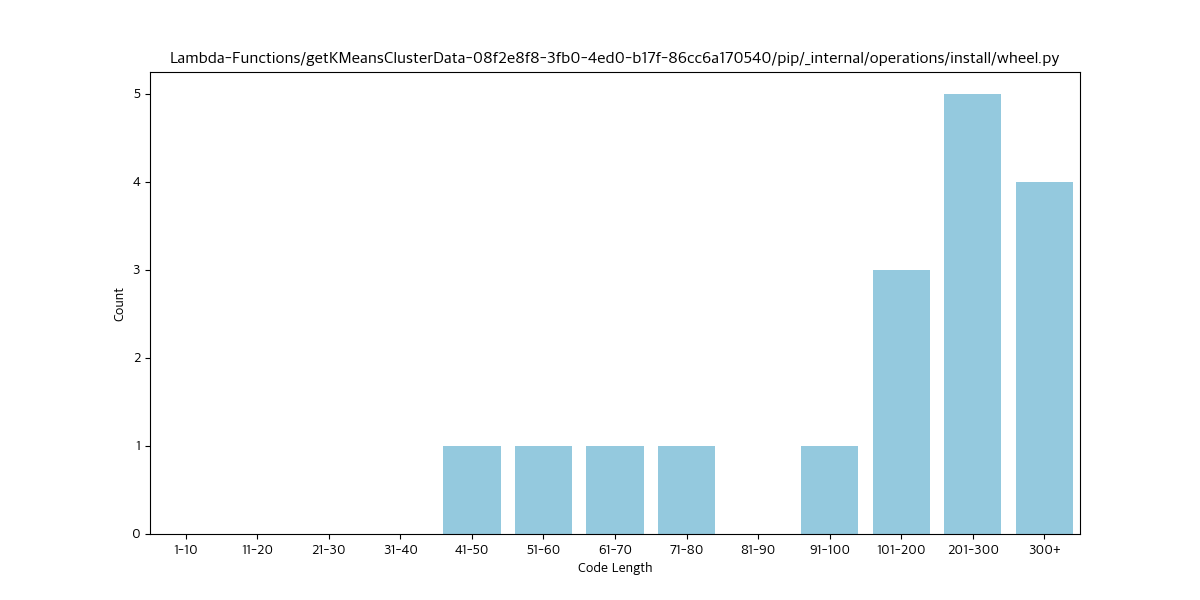 Lambda-Functions/getKMeansClusterData-08f2e8f8-3fb0-4ed0-b17f-86cc6a170540/pip/_internal/operations/install/wheel.py
5
4
3
2
1
0
Count
1-10 11-20 21-30 31-40 41-50 51-60 61-70 71-80 81-90 91-100 101-200 201-300 300+
Code Length